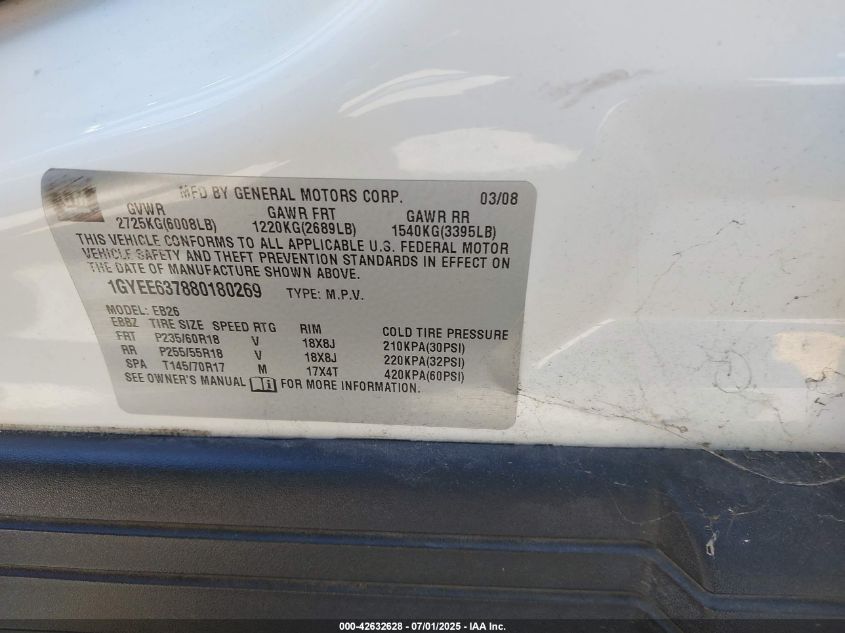 MFD BY GENERAL MOTORS CORP. 03/08
GVWR GAWR FRT GAWR RR
2725KG(6008LB) 1220KG(2689LB) 1540KG(3395LB)
THIS VEHICLE CONFORMS TO ALL APPLICABLE U.S. FEDERAL MOTOR
VEHICLE SAFETY AND THEFT PREVENTION STANDARDS IN EFFECT ON
THE DATE OF MANUFACTURE SHOWN ABOVE.
1GYEE637880180269 TYPE: M.P.V.
MODEL: EB26
EBBZ TIRE SIZE SPEED RTG RIM COLD TIRE PRESSURE
FRT P235/60R18 V 18X8J 210KPA(30PSI)
RR P255/55R18 V 18X8J 220KPA(32PSI)
SPA T145/70R17 M 17X4T 420KPA(60PSI)
SEE OWNER'S MANUAL FOR MORE INFORMATION.
000-42632628 - 07/01/2025 - IAA Inc.